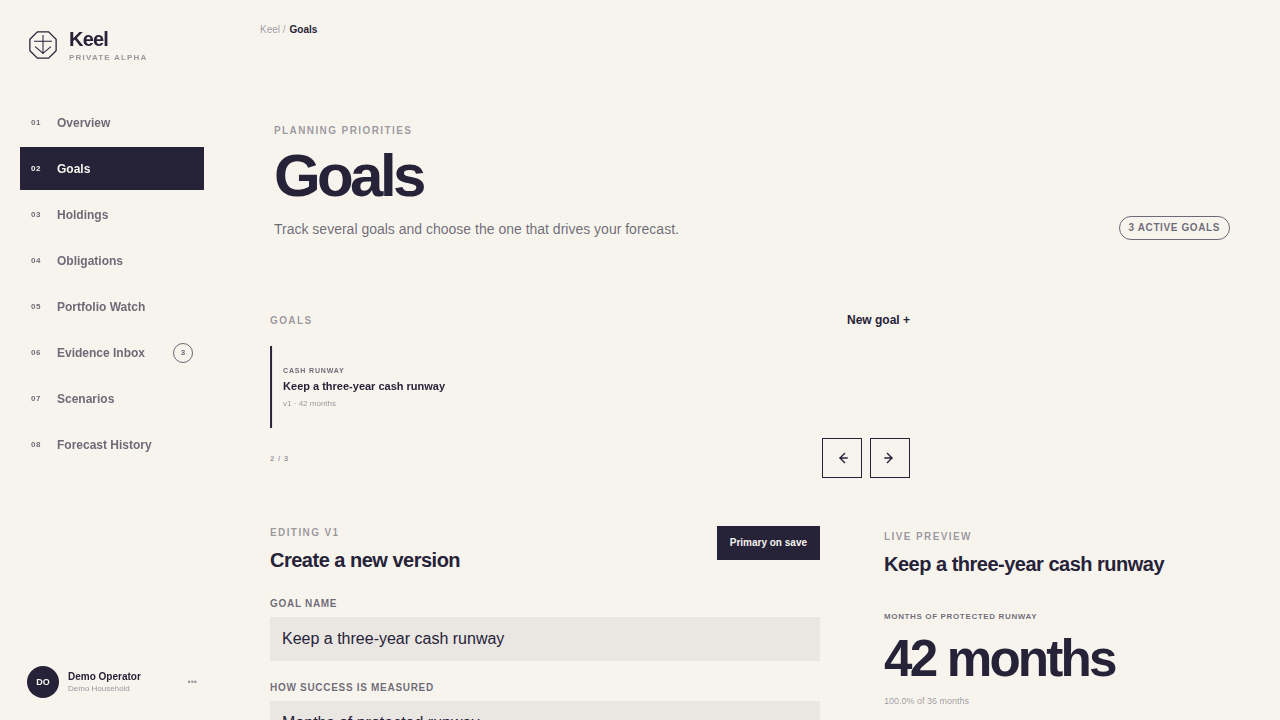 Keel
PRIVATE ALPHA
01 Overview
02 Goals
03 Holdings
04 Obligations
05 Portfolio Watch
06 Evidence Inbox 3
07 Scenarios
08 Forecast History
DO
Demo Operator
Demo Household
•••
Keel / Goals
PLANNING PRIORITIES
Goals
Track several goals and choose the one that drives your forecast.
3 ACTIVE GOALS
GOALS
New goal +
CASH RUNWAY
Keep a three-year cash runway
v1 · 42 months
2 / 3
EDITING V1
Create a new version
Primary on save
GOAL NAME
Keep a three-year cash runway
HOW SUCCESS IS MEASURED
Months of protected runway
LIVE PREVIEW
Keep a three-year cash runway
MONTHS OF PROTECTED RUNWAY
42 months
100.0% of 36 months